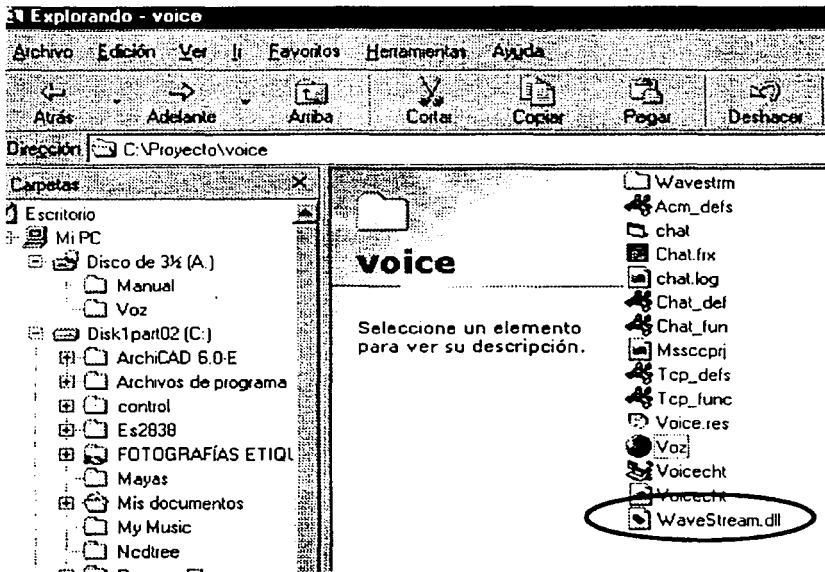 Explorando - voice
Archivo Edición Ver Ir Favoritos Herramientas Ayuda
Atrás Adelante Arriba Cortar Copiar Pegar Deshacer
Dirección C:\Proyecto\voice
Carpetas
Escritorio
Mi PC
Disco de 3½ (A:)
Manual
Voz
Disk1part02 (C:)
ArchiCAD 6.0-E
Archivos de programa
control
Es2838
FOTOGRAFÍAS ETIQU
Mayas
Mis documentos
My Music
Ncdtree
voice
Seleccione un elemento
para ver su descripción.
Wavestrm
Acm_defs
chat
Chat.frx
chat.log
Chat_def
Chat_fun
Mssccprj
Tcp_defs
Tcp_func
Voice.res
Voz
Voicecht
Voicecht
WaveStream.dll